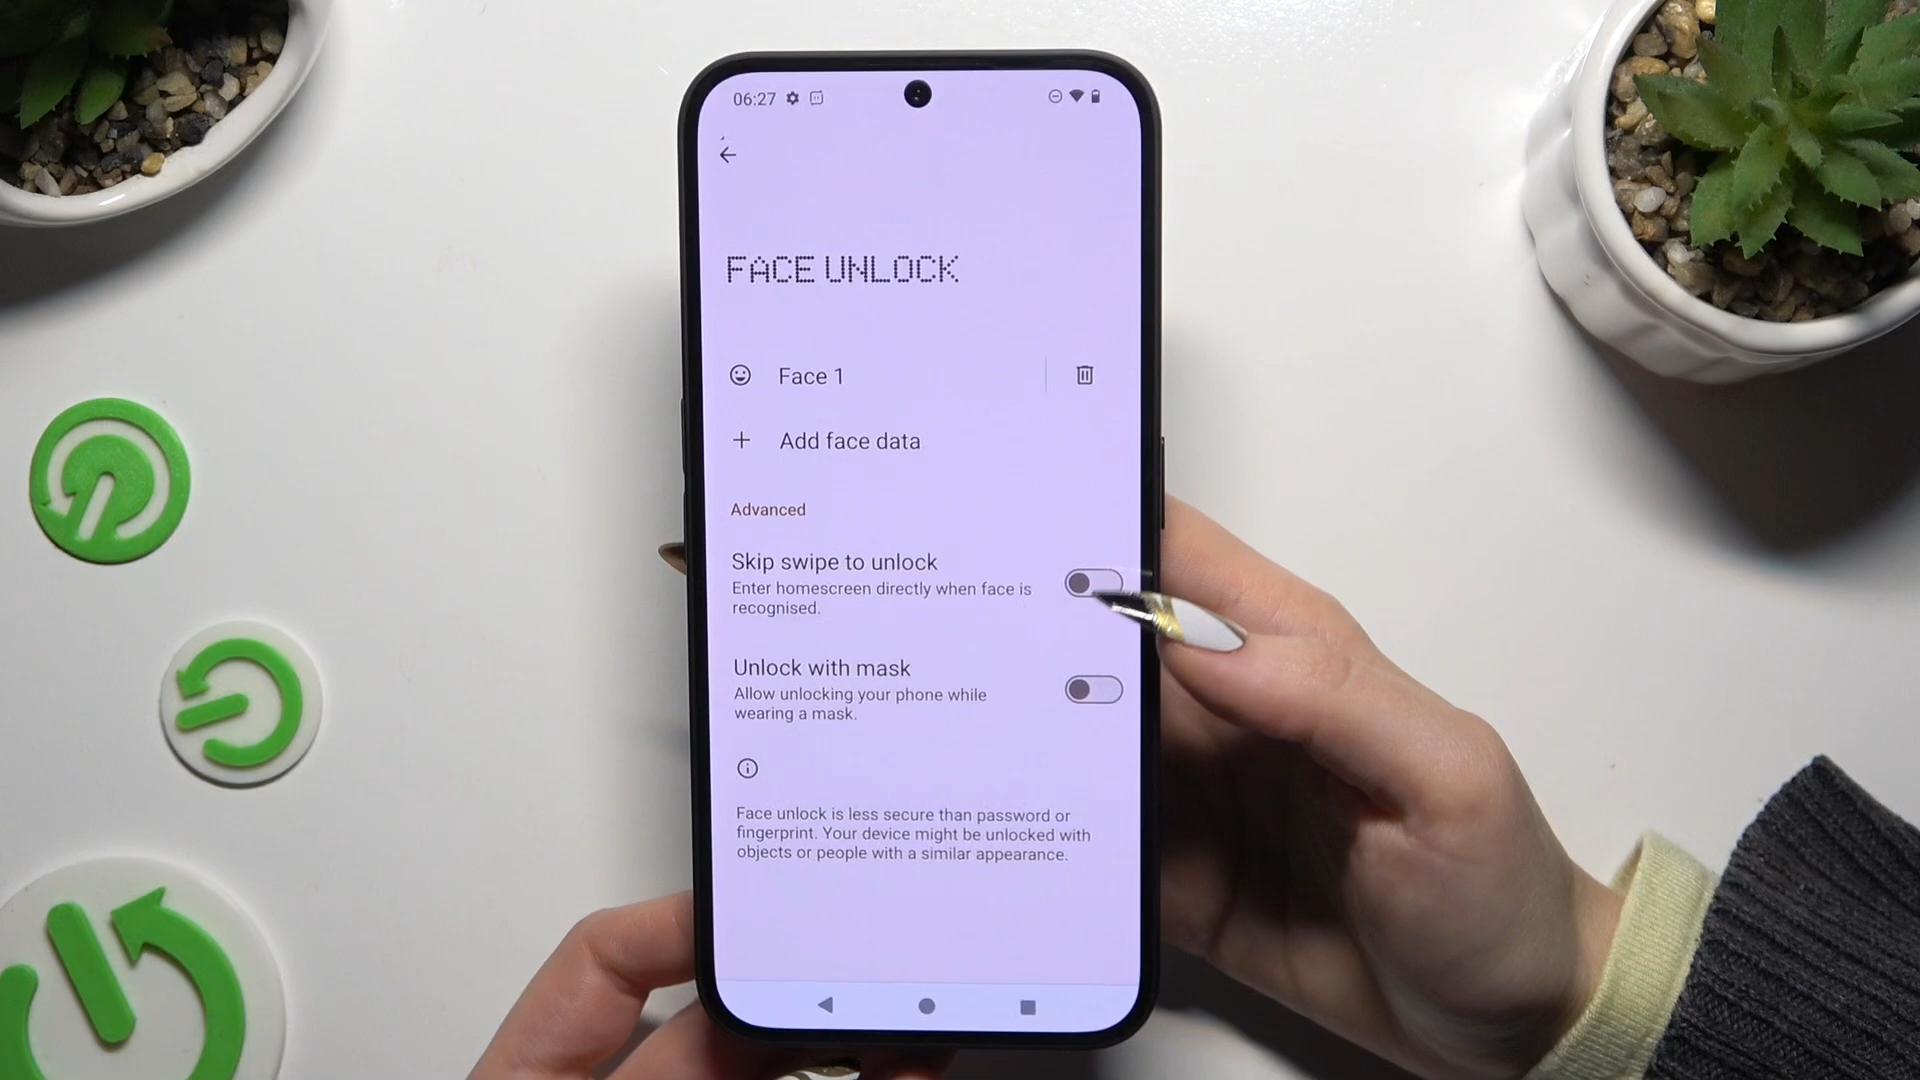 06:27
FACE UNLOCK
Face 1
Add face data
Advanced
Skip swipe to unlock
Enter homescreen directly when face is
recognised.
Unlock with mask
Allow unlocking your phone while
wearing a mask.
Face unlock is less secure than password or
fingerprint. Your device might be unlocked with
objects or people with a similar appearance.